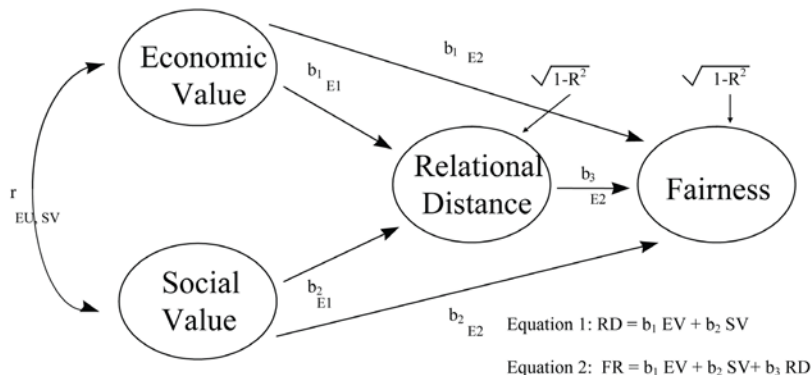 Economic
Value
b₁ E2
b₁ E1
√1-R²
√1-R²
r EU, SV
Relational
Distance
b₃ E2
Fairness
Social
Value
b₂ E1
b₂ E2
Equation 1: RD = b₁ EV + b₂ SV
Equation 2: FR = b₁ EV + b₂ SV+ b₃ RD